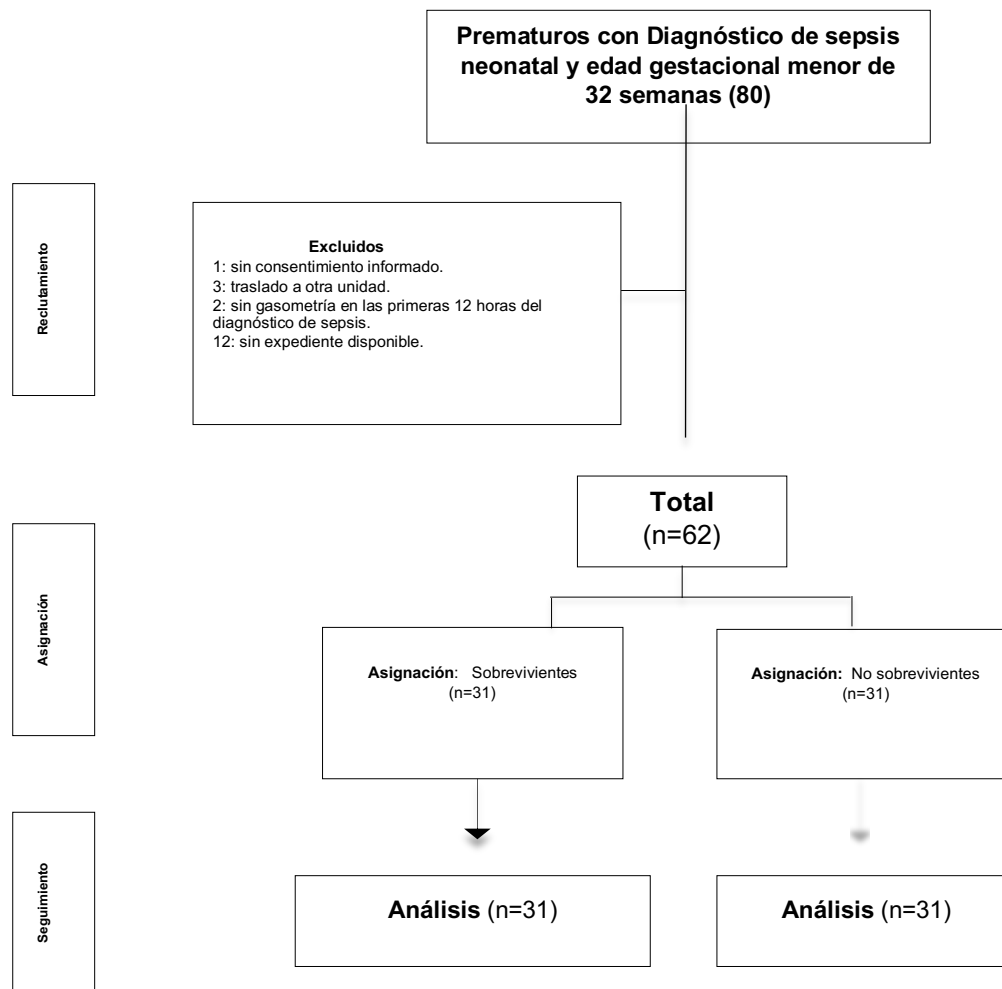 Prematuros con Diagnóstico de sepsis
neonatal y edad gestacional menor de
32 semanas (80)
Reclutamiento
Excluidos
1: sin consentimiento informado.
3: traslado a otra unidad.
2: sin gasometría en las primeras 12 horas del
diagnóstico de sepsis.
12: sin expediente disponible.
Total
(n=62)
Asignación
Asignación: Sobrevivientes
(n=31)
Asignación: No sobrevivientes
(n=31)
Seguimiento
Análisis (n=31)
Análisis (n=31)